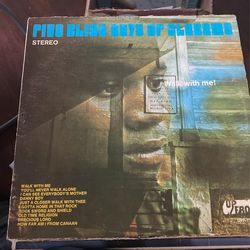 FIVE BLIND BOYS OF ALABAMA
STEREO
Walk with me!
WALK WITH ME
YOU'LL NEVER WALK ALONE
I CAN SEE EVERYBODY'S MOTHER
DANNY BOY
JUST A CLOSER WALK WITH THEE
I GOTTA HOME IN THAT ROCK
ROCK SWORD AND SHIELD
OLD TIME RELIGION
PRECIOUS LORD
HOW FAR AM I FROM CANAAN
UP
FRONT